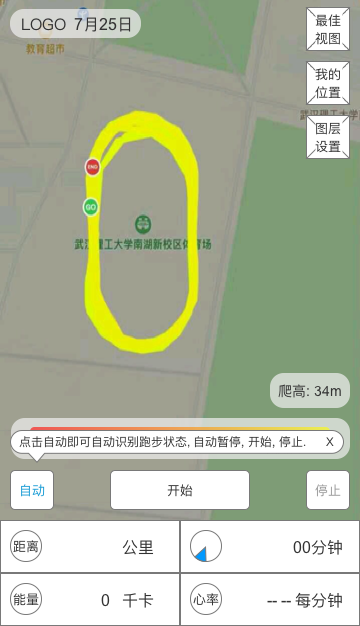 LOGO 7月25日
最佳
视图
教育超市
我的
位置
武汉理工大学
图层
设置
END
GO
武汉理工大学南湖新校区体育场
爬高: 34m
点击自动即可自动识别跑步状态, 自动暂停, 开始, 停止. X
自动 开始 停止
距离 公里 00分钟
能量 0 千卡 心率 -- -- 每分钟